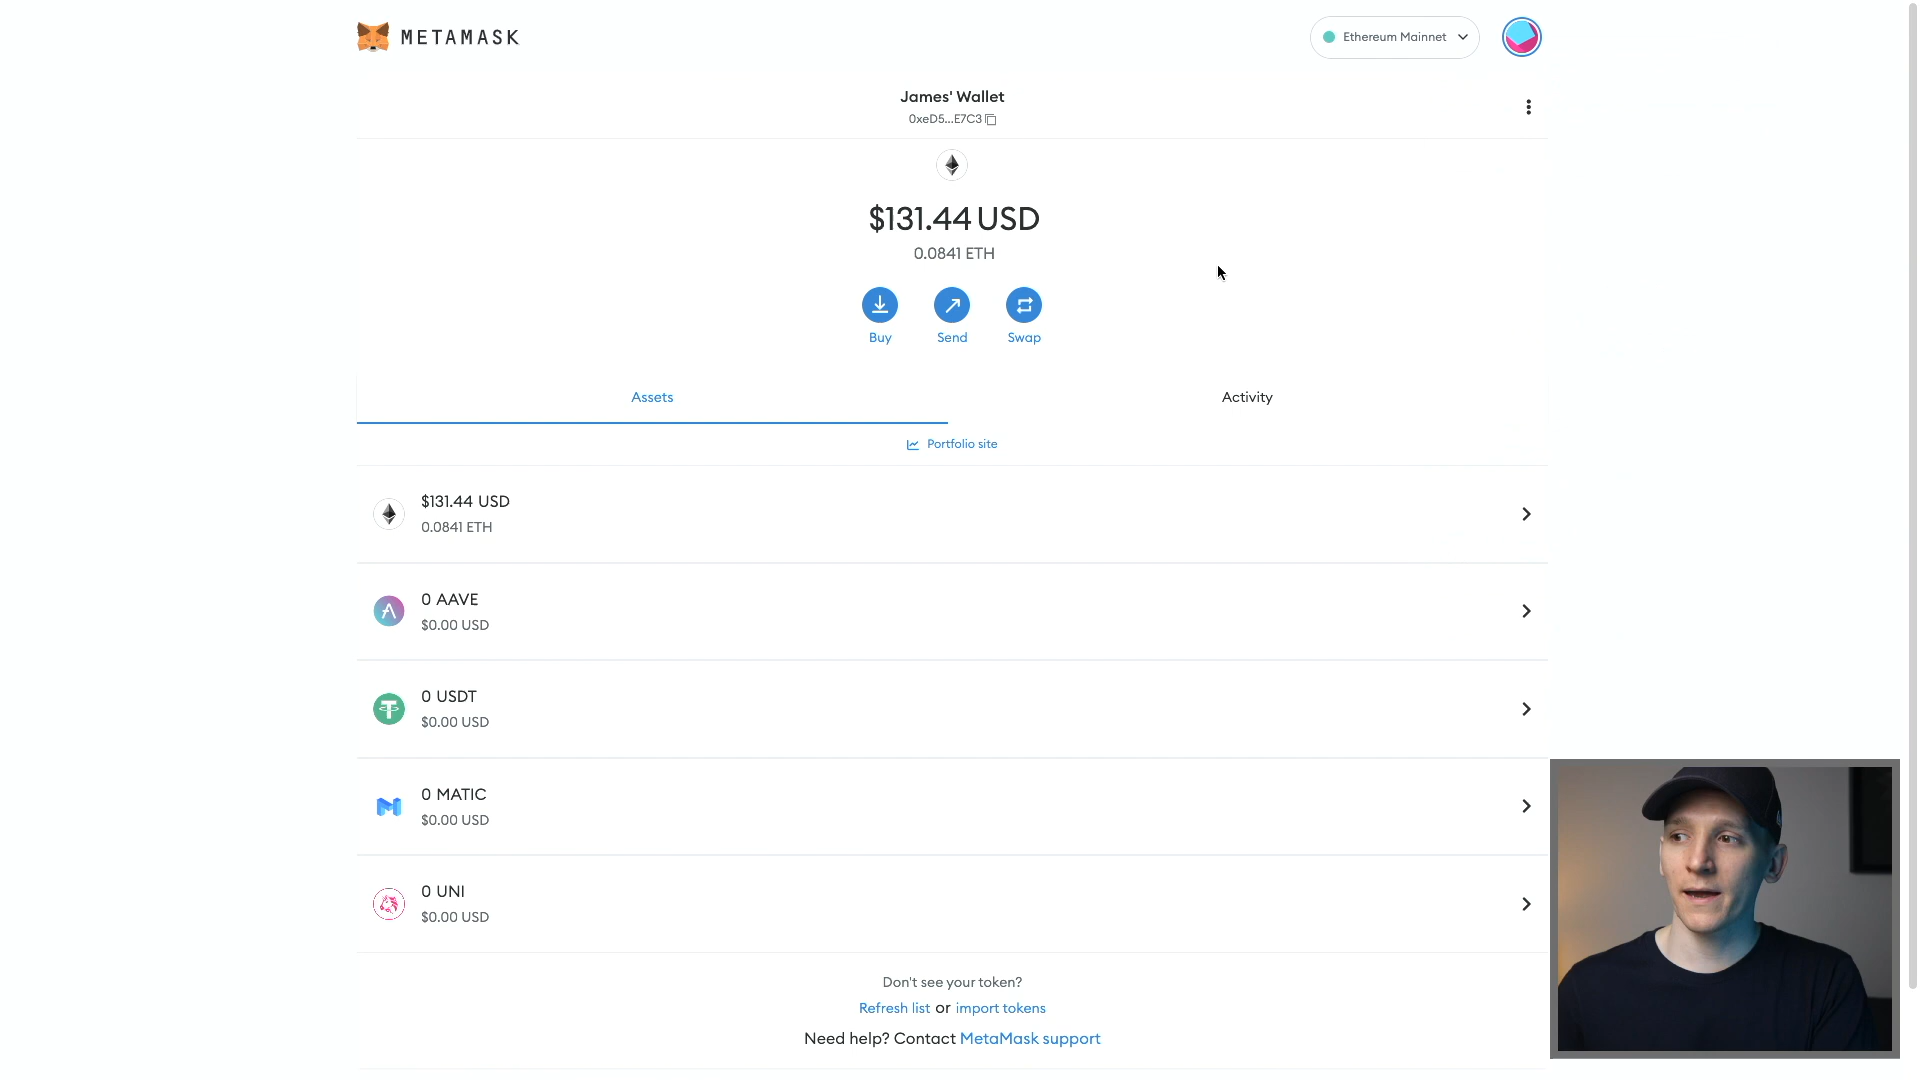 METAMASK
Ethereum Mainnet
James' Wallet
0xeD5...E7C3
$131.44 USD
0.0841 ETH
Buy
Send
Swap
Assets
Activity
Portfolio site
$131.44 USD
0.0841 ETH
0 AAVE
$0.00 USD
0 USDT
$0.00 USD
0 MATIC
$0.00 USD
0 UNI
$0.00 USD
Don't see your token?
Refresh list or import tokens
Need help? Contact MetaMask support